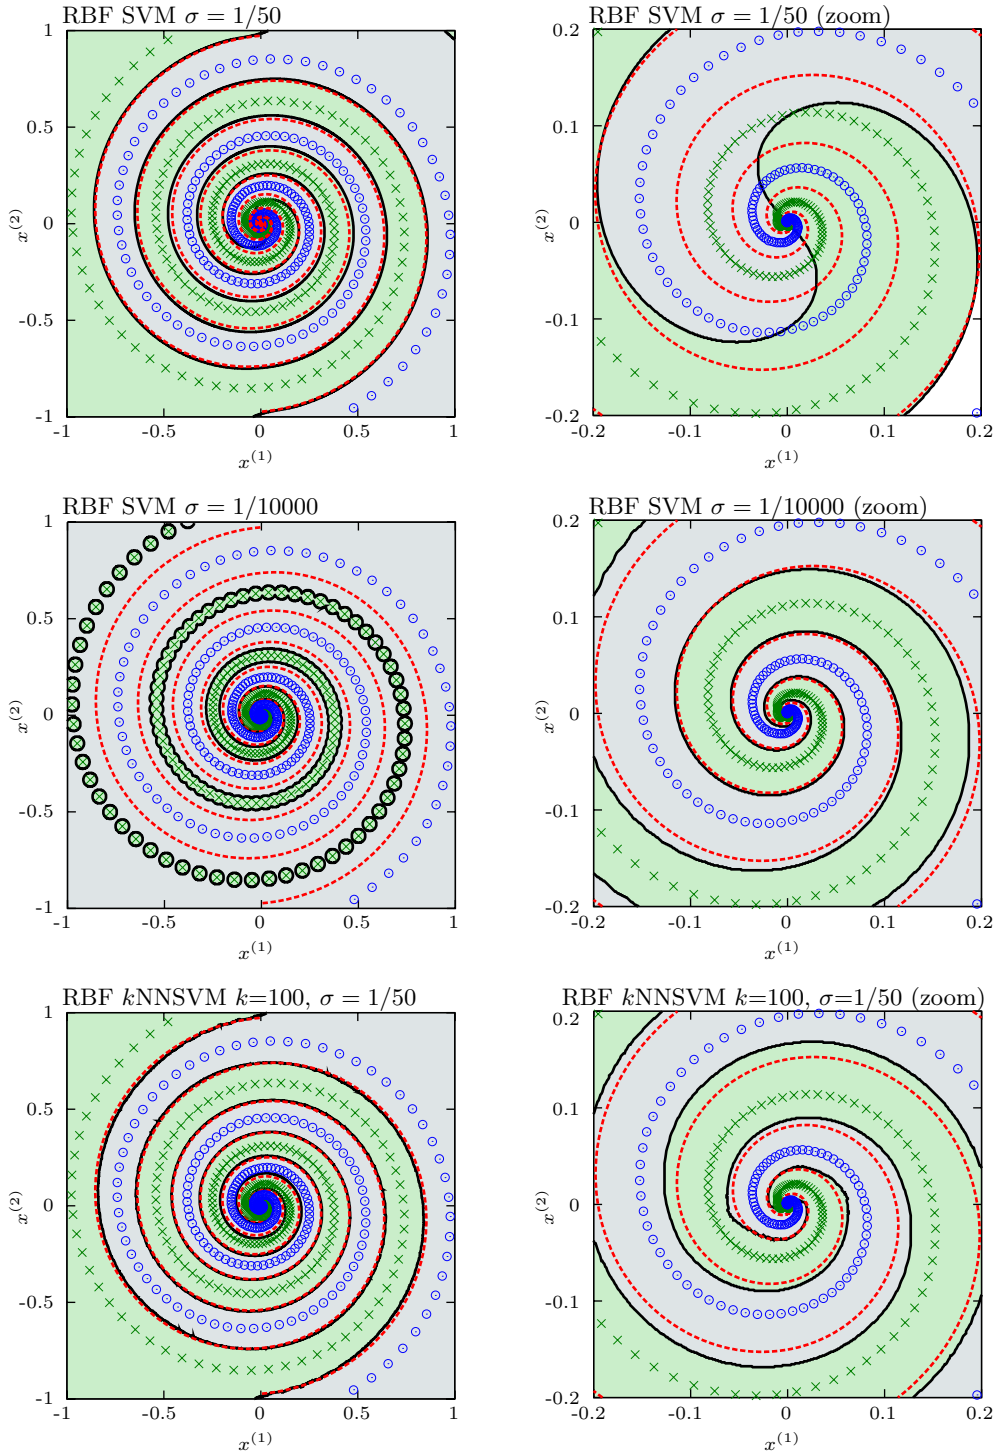 RBF SVM σ = 1/50
1
0.5
0
-0.5
-1
-1 -0.5 0 0.5 1
x(2)
x(1)
RBF SVM σ = 1/50 (zoom)
0.2
0.1
0
-0.1
-0.2
-0.2 -0.1 0 0.1 0.2
x(2)
x(1)
RBF SVM σ = 1/10000
1
0.5
0
-0.5
-1
-1 -0.5 0 0.5 1
x(2)
x(1)
RBF SVM σ = 1/10000 (zoom)
0.2
0.1
0
-0.1
-0.2
-0.2 -0.1 0 0.1 0.2
x(2)
x(1)
RBF kNNSVM k=100, σ = 1/50
1
0.5
0
-0.5
-1
-1 -0.5 0 0.5 1
x(2)
x(1)
RBF kNNSVM k=100, σ=1/50 (zoom)
0.2
0.1
0
-0.1
-0.2
-0.2 -0.1 0 0.1 0.2
x(2)
x(1)